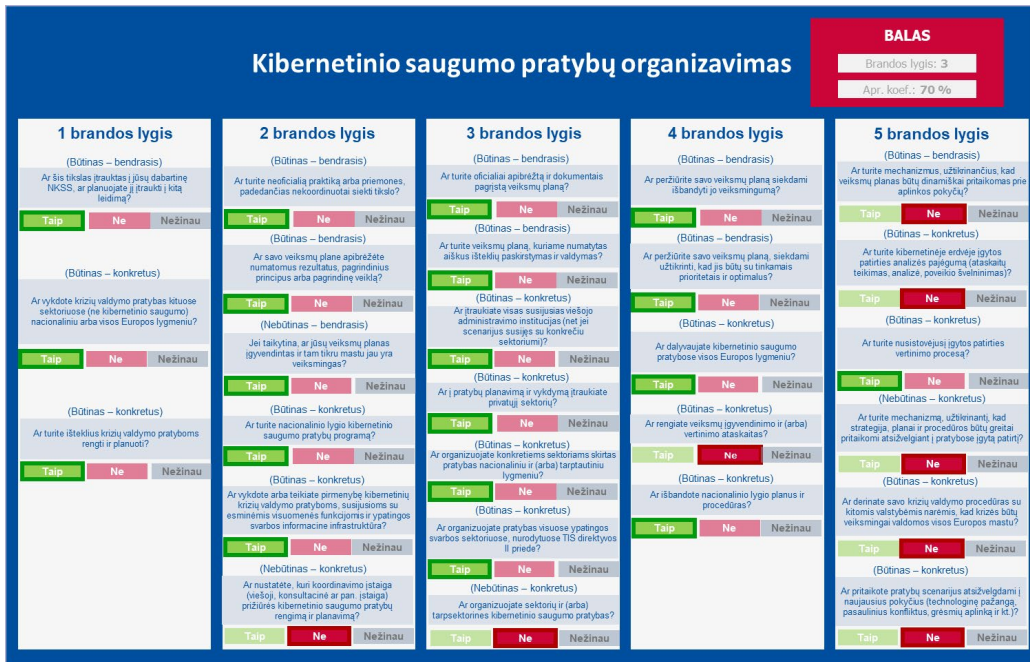 Kibernetinio saugumo pratybų organizavimas
BALAS
Brandos lygis: 3
Apr. koef.: 70 %
1 brandos lygis
(Būtinas – bendrasis)
Ar šis tikslas įtrauktas į jūsų dabartinę
NKSS, ar planuojate jį įtraukti į kitą
leidimą?
Taip Ne Nežinau
(Būtinas – konkretus)
Ar vykdote krizių valdymo pratybas kituose
sektoriuose (ne kibernetinio saugumo)
nacionaliniu arba visos Europos lygmeniu?
Taip Ne Nežinau
(Būtinas – konkretus)
Ar turite išteklius krizių valdymo pratyboms
rengti ir planuoti?
Taip Ne Nežinau
2 brandos lygis
(Būtinas – bendrasis)
Ar turite neoficialią praktiką arba priemones,
padedančias nekoordinuotai siekti tikslo?
Taip Ne Nežinau
(Būtinas – bendrasis)
Ar savo veiksmų plane apibrėžėte
numatomus rezultatus, pagrindinius
principus arba pagrindinę veiklą?
Taip Ne Nežinau
(Nebūtinas – bendrasis)
Jei taikytina, ar jūsų veiksmų planas
įgyvendintas ir tam tikru mastu jau yra
veiksmingas?
Taip Ne Nežinau
(Būtinas – konkretus)
Ar turite nacionalinio lygio kibernetinio
saugumo pratybų programą?
Taip Ne Nežinau
(Būtinas – konkretus)
Ar vykdote arba teikiate pirmenybę kibernetinių
krizių valdymo pratyboms, susijusioms su
esminėmis visuomenės funkcijomis ir ypatingos
svarbos informacine infrastruktūra?
Taip Ne Nežinau
(Nebūtinas – konkretus)
Ar nustatėte, kuri koordinavimo įstaiga
(viešoji, konsultacinė ar pan. įstaiga)
prižiūrės kibernetinio saugumo pratybų
rengimą ir planavimą?
Taip Ne Nežinau
3 brandos lygis
(Būtinas – bendrasis)
Ar turite oficialiai apibrėžtą ir dokumentais
pagrįstą veiksmų planą?
Taip Ne Nežinau
(Būtinas – bendrasis)
Ar turite veiksmų planą, kuriame numatytas
aiškus išteklių paskirstymas ir valdymas?
Taip Ne Nežinau
(Būtinas – konkretus)
Ar įtraukiate visas susijusias viešojo
administravimo institucijas (net jei
scenarijus susijęs su konkrečiu
sektoriumi)?
Taip Ne Nežinau
(Būtinas – konkretus)
Ar į pratybų planavimą ir vykdymą įtraukiate
privatųjį sektorių?
Taip Ne Nežinau
(Būtinas – konkretus)
Ar organizuojate konkretiems sektoriams skirtas
pratybas nacionaliniu ir (arba) tarptautiniu
lygmeniu?
Taip Ne Nežinau
(Būtinas – konkretus)
Ar organizuojate pratybas visuose ypatingos
svarbos sektoriuose, nurodytuose TIS direktyvos
II priede?
Taip Ne Nežinau
(Nebūtinas – konkretus)
Ar organizuojate sektorių ir (arba)
tarpsektorines kibernetinio saugumo pratybas?
Taip Ne Nežinau
4 brandos lygis
(Būtinas – bendrasis)
Ar peržiūrite savo veiksmų planą siekdami
išbandyti jo veiksmingumą?
Taip Ne Nežinau
(Būtinas – bendrasis)
Ar peržiūrite savo veiksmų planą, siekdami
užtikrinti, kad jis būtų su tinkamais
prioritetais ir optimalus?
Taip Ne Nežinau
(Būtinas – konkretus)
Ar dalyvaujate kibernetinio saugumo
pratybose visos Europos lygmeniu?
Taip Ne Nežinau
(Būtinas – konkretus)
Ar rengiate veiksmų įgyvendinimo ir (arba)
vertinimo ataskaitas?
Taip Ne Nežinau
(Būtinas – konkretus)
Ar išbandote nacionalinio lygio planus ir
procedūras?
Taip Ne Nežinau
5 brandos lygis
(Būtinas – bendrasis)
Ar turite mechanizmus, užtikrinančius, kad
veiksmų planas būtų dinamiškai pritaikomas prie
aplinkos pokyčių?
Taip Ne Nežinau
(Būtinas – konkretus)
Ar turite kibernetinėje erdvėje įgytos
patirties analizės pajėgumą (ataskaitų
teikimas, analizė, poveikio švelninimas)?
Taip Ne Nežinau
(Būtinas – konkretus)
Ar turite nusistovėjusį įgytos patirties
vertinimo procesą?
Taip Ne Nežinau
(Nebūtinas – konkretus)
Ar turite mechanizmą, užtikrinantį, kad
strategija, planai ir procedūros būtų greitai
pritaikomi atsižvelgiant į pratybose įgytą patirtį?
Taip Ne Nežinau
(Būtinas – konkretus)
Ar derinate savo krizių valdymo procedūras su
kitomis valstybėmis narėmis, kad krizės būtų
veiksmingai valdomos visos Europos mastu?
Taip Ne Nežinau
(Būtinas – konkretus)
Ar pritaikote pratybų scenarijus atsižvelgdami į
naujausius pokyčius (technologinę pažangą,
pasaulinius konfliktus, grėsmių aplinką ir kt.)?
Taip Ne Nežinau